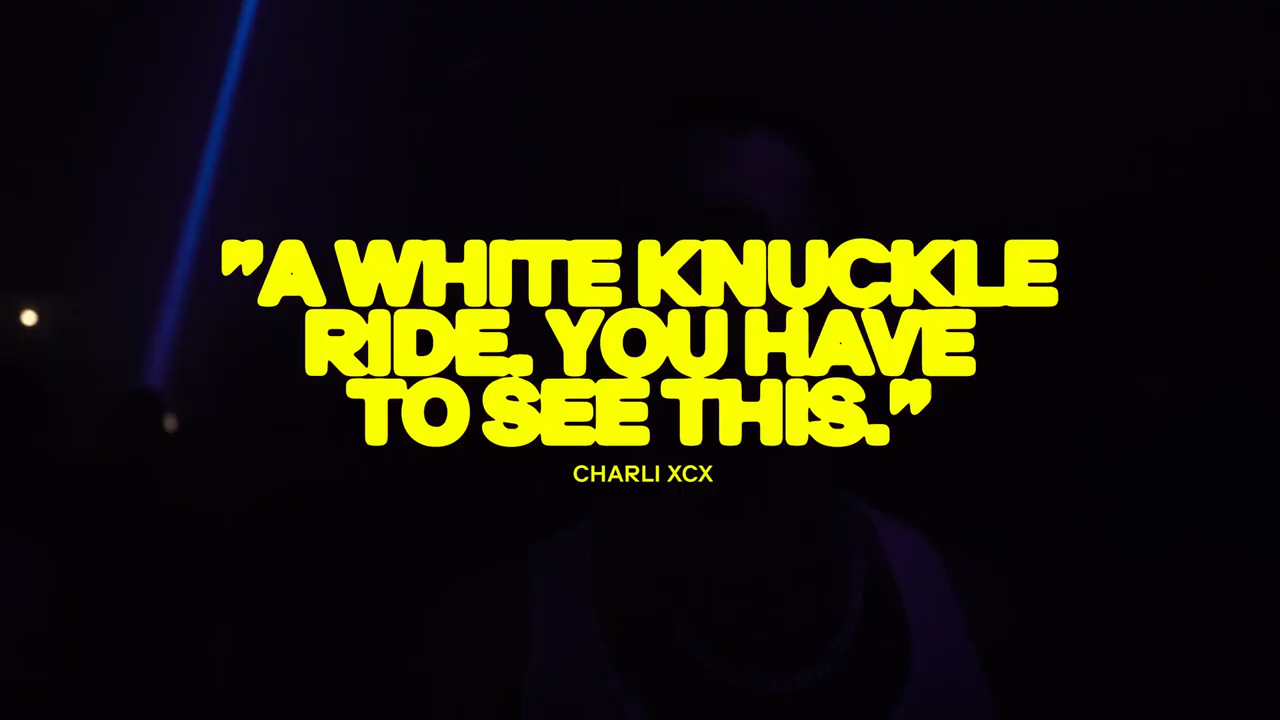 "A WHITE KNUCKLE
RIDE. YOU HAVE
TO SEE THIS."
CHARLI XCX